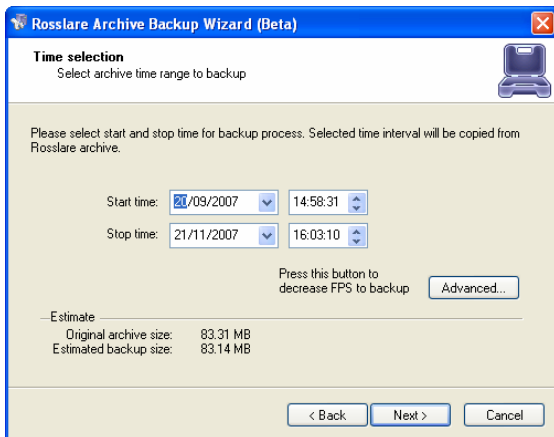 Rosslare Archive Backup Wizard (Beta)
Time selection
Select archive time range to backup
Please select start and stop time for backup process. Selected time interval will be copied from
Rosslare archive.
Start time: 20/09/2007 14:58:31
Stop time: 21/11/2007 16:03:10
Press this button to
decrease FPS to backup
Advanced...
Estimate
Original archive size: 83.31 MB
Estimated backup size: 83.14 MB
< Back Next > Cancel